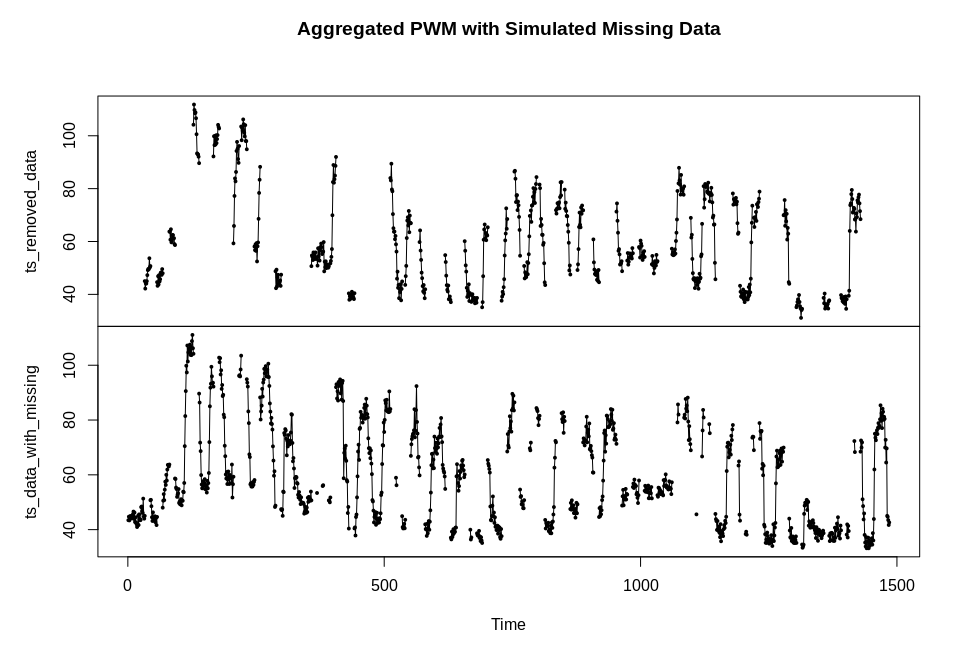 Aggregated PWM with Simulated Missing Data
ts_removed_data
100
80
60
40
ts_data_with_missing
100
80
60
40
0 500 1000 1500
Time